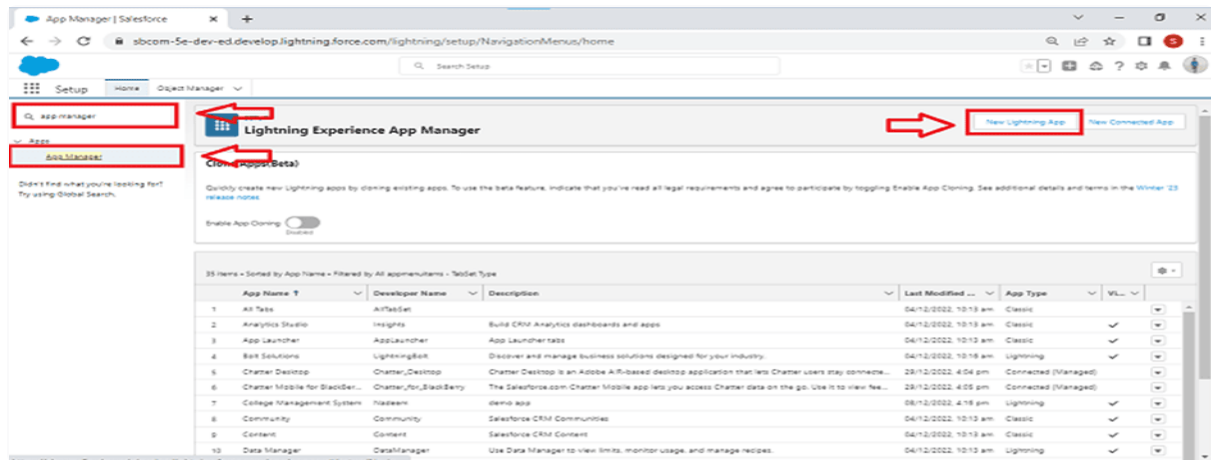 App Manager | Salesforce
sbcom-5e-dev-ed.develop.lightning.force.com/lightning/setup/NavigationMenus/home
S
Search Setup
Setup Home Object Manager
app manager
Apps
App Manager
Didn't find what you're looking for?
Try using Global Search.
Lightning Experience App Manager
New Lightning App New Connected App
Clone Apps(Beta)
Quickly create new Lightning apps by cloning existing apps. To use the beta feature, indicate that you've read all legal requirements and agree to participate by toggling Enable App Cloning. See additional details and terms in the Winter '23
release notes
Enable App Cloning
Disabled
35 items • Sorted by App Name • Filtered by All appmenuitems - TabSet Type
App Name Developer Name Description Last Modified ... App Type Vi...
1 All Tabs AllTabSet 04/12/2022, 10:13 am Classic
2 Analytics Studio Insights Build CRM Analytics dashboards and apps 04/12/2022, 10:13 am Classic
3 App Launcher AppLauncher App Launcher tabs 04/12/2022, 10:13 am Classic
4 Bolt Solutions LightningBolt Discover and manage business solutions designed for your industry. 04/12/2022, 10:16 am Lightning
5 Chatter Desktop Chatter_Desktop Chatter Desktop is an Adobe AIR-based desktop application that lets Chatter users stay connecte... 29/12/2022, 4:04 pm Connected (Managed)
6 Chatter Mobile for BlackBer... Chatter_for_BlackBerry The Salesforce.com Chatter Mobile app lets you access Chatter data on the go. Use it to view fee... 29/12/2022, 4:05 pm Connected (Managed)
7 College Management System Nadeem demo app 08/12/2022, 4:16 pm Lightning
8 Community Community Salesforce CRM Communities 04/12/2022, 10:13 am Classic
9 Content Content Salesforce CRM Content 04/12/2022, 10:13 am Classic
10 Data Manager DataManager Use Data Manager to view limits, monitor usage, and manage recipes. 04/12/2022, 10:13 am Lightning